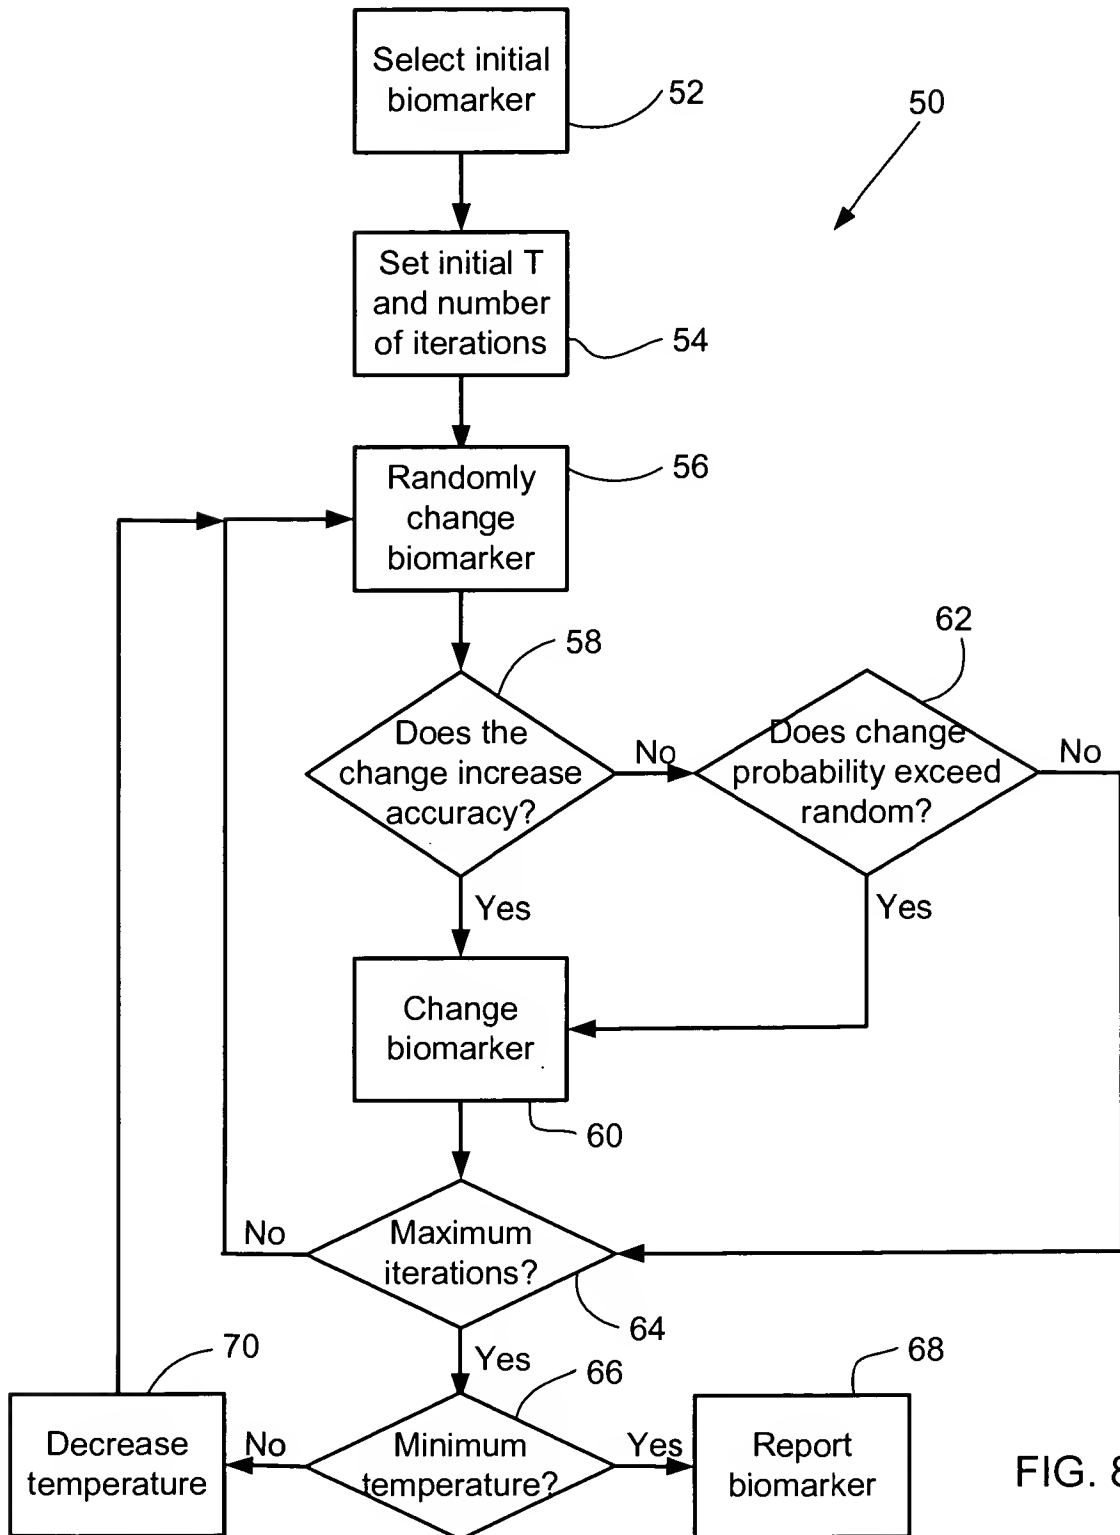 Select initial
biomarker
52
50
Set initial T
and number
of iterations
54
Randomly
change
biomarker
56
58
62
Does the
change increase
accuracy?
No
Does change
probability exceed
random?
No
Yes
Yes
Change
biomarker
60
No
Maximum
iterations?
64
Yes
70
66
68
Decrease
temperature
No
Minimum
temperature?
Yes
Report
biomarker
FIG. 8